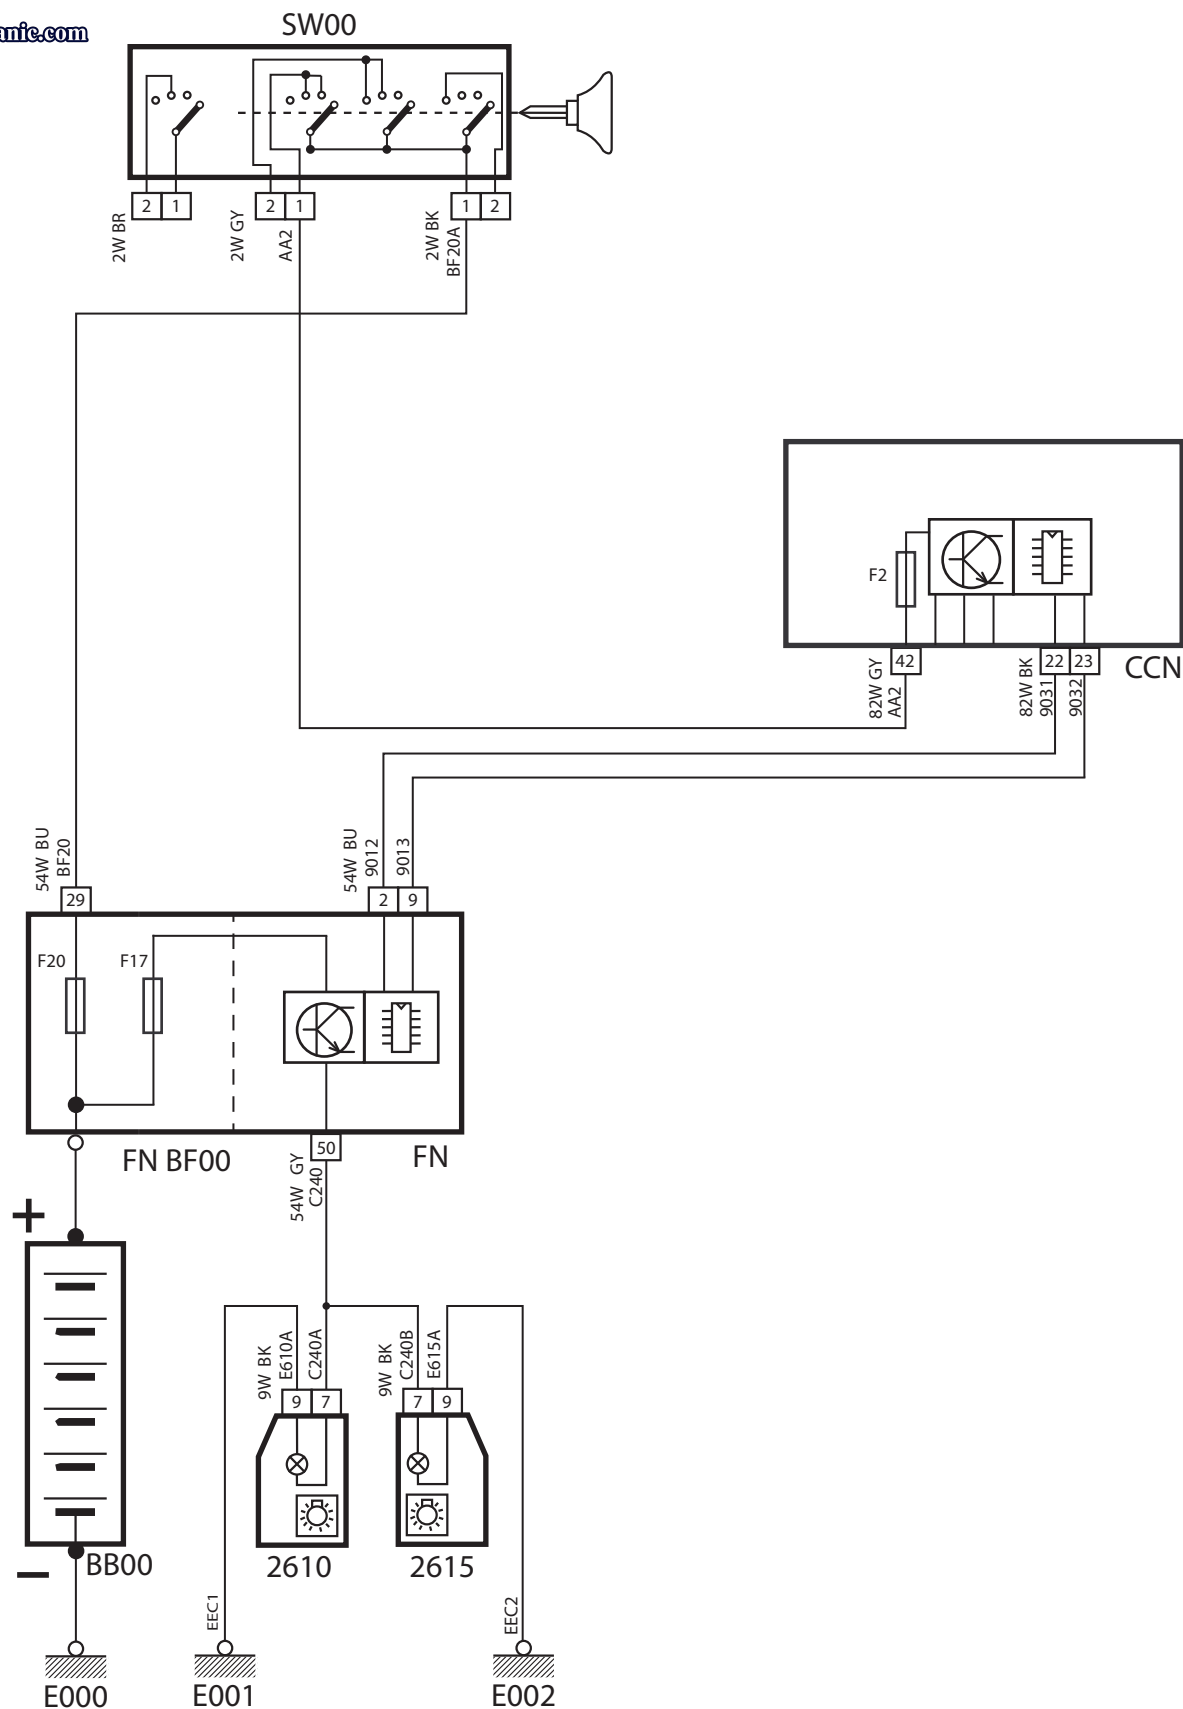 anic.com
SW00
2 1
2 1
1 2
2W BR
2W GY
AA2
2W BK
BF20A
F2
42
22 23
CCN
82W GY
AA2
82W BK
9031
9032
54W BU
BF20
54W BU
9012
9013
29
2 9
F20
F17
FN BF00
50
FN
54W GY
C240
+
9W BK
E610A
C240A
9W BK
C240B
E615A
9 7
7 9
BB00
2610
2615
−
EEC1
EEC2
E000
E001
E002